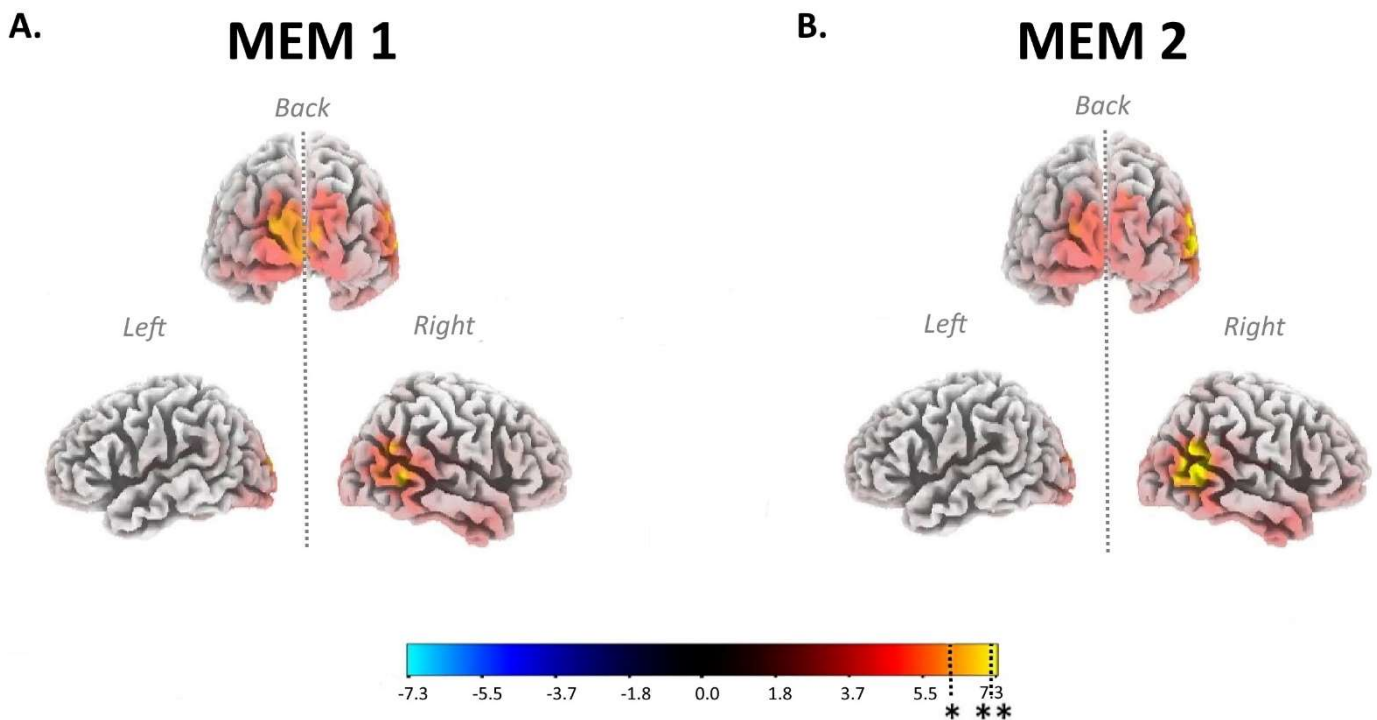 A.
MEM 1
Back
Left
Right
B.
MEM 2
Back
Left
Right
-7.3 -5.5 -3.7 -1.8 0.0 1.8 3.7 5.5 7.3
* **